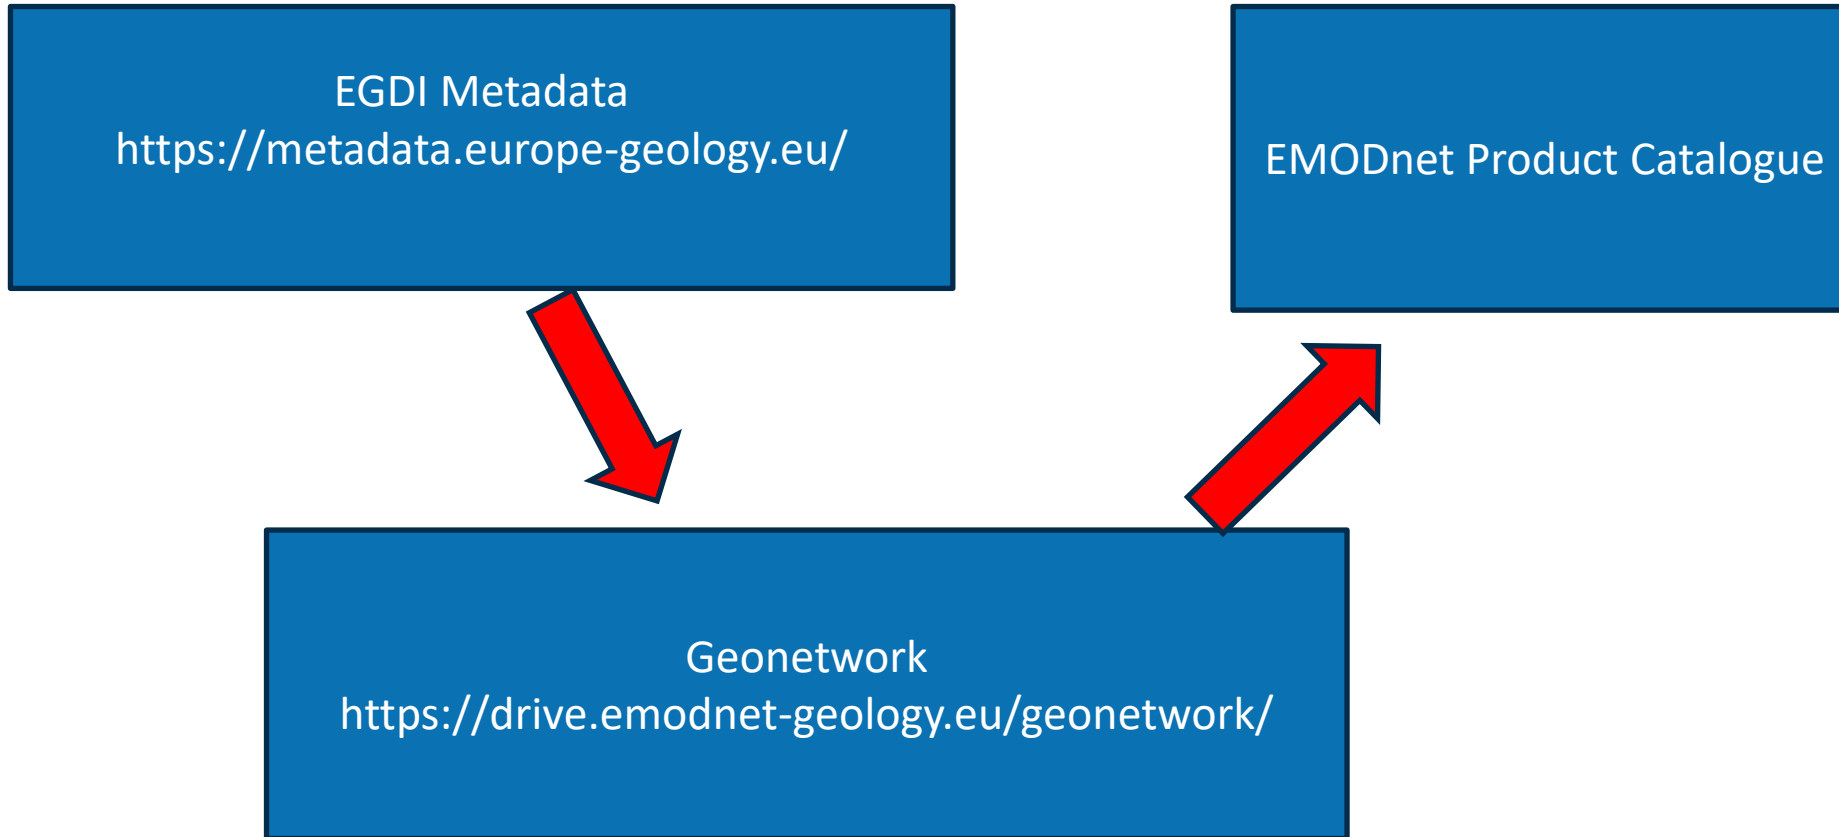 EGDI Metadata
https://metadata.europe-geology.eu/
EMODnet Product Catalogue
Geonetwork
https://drive.emodnet-geology.eu/geonetwork/